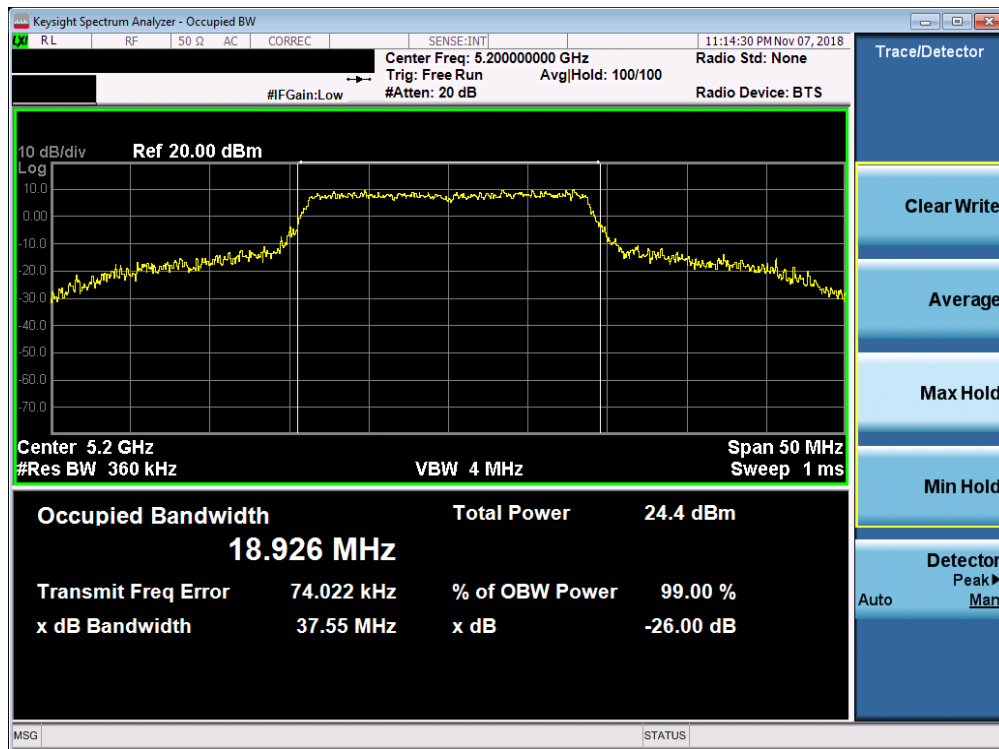 Keysight Spectrum Analyzer - Occupied BW
LXI RL RF 50 Ω AC CORREC SENSE:INT 11:14:30 PM Nov 07, 2018
Center Freq: 5.200000000 GHz Radio Std: None
Trig: Free Run Avg|Hold: 100/100
#IFGain:Low #Atten: 20 dB Radio Device: BTS
10 dB/div Ref 20.00 dBm
Log
10.0
0.00
-10.0
-20.0
-30.0
-40.0
-50.0
-60.0
-70.0
Center 5.2 GHz Span 50 MHz
#Res BW 360 kHz VBW 4 MHz Sweep 1 ms
Occupied Bandwidth Total Power 24.4 dBm
18.926 MHz
Transmit Freq Error 74.022 kHz % of OBW Power 99.00 %
x dB Bandwidth 37.55 MHz x dB -26.00 dB
MSG STATUS
Trace/Detector
Clear Write
Average
Max Hold
Min Hold
Detector
Peak▶
Auto Man